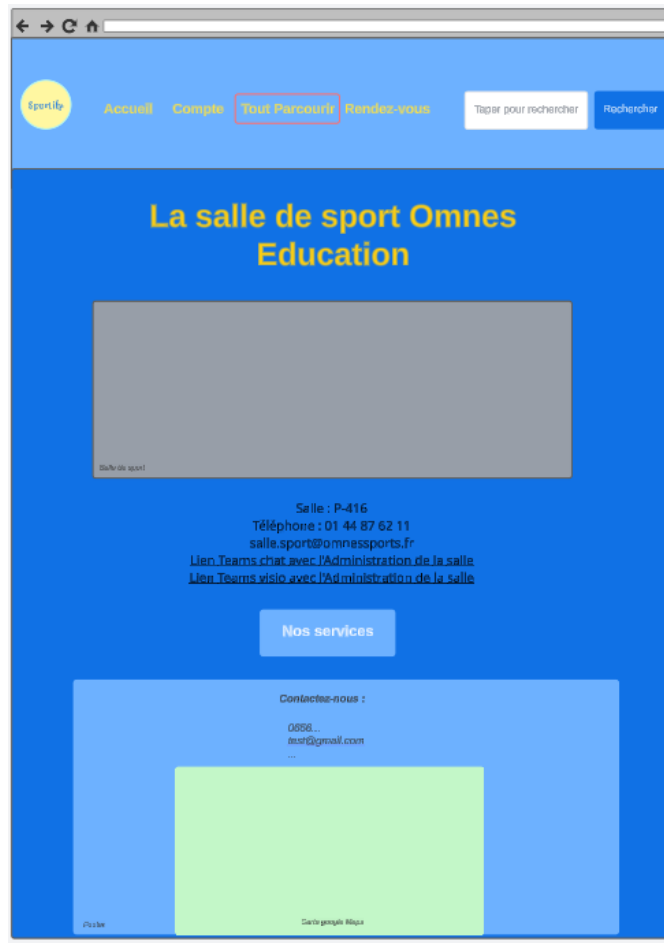 Sportify
Accueil Compte Tout Parcourir Rendez-vous Taper pour rechercher Rechercher
La salle de sport Omnes
Education
Salle de sport
Salle : P-416
Téléphone : 01 44 87 62 11
salle.sport@omnessports.fr
Lien Teams chat avec l'Administration de la salle
Lien Teams visio avec l'Administration de la salle
Nos services
Contactez-nous :
0656...
test@gmail.com
...
Carte google Maps
Footer